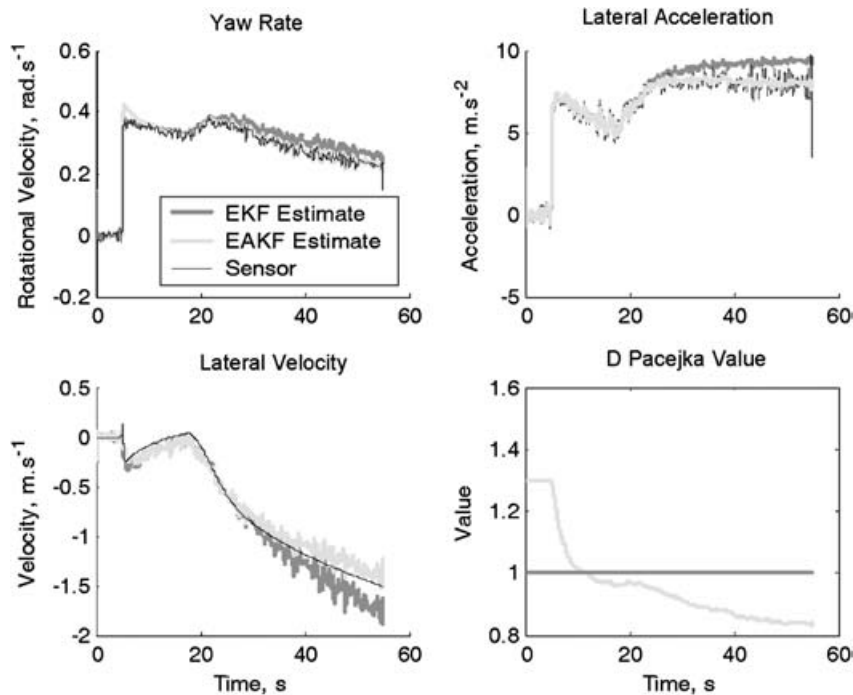 Yaw Rate
0.6
0.4
0.2
0
-0.2
Rotational Velocity, rad.s-1
EKF Estimate
EAKF Estimate
Sensor
0 20 40 60
Lateral Acceleration
10
5
0
-5
Acceleration, m.s-2
0 20 40 60
Lateral Velocity
0.5
0
-0.5
-1
-1.5
-2
Velocity, m.s-1
0 20 40 60
Time, s
D Pacejka Value
1.6
1.4
1.2
1
0.8
Value
0 20 40 60
Time, s